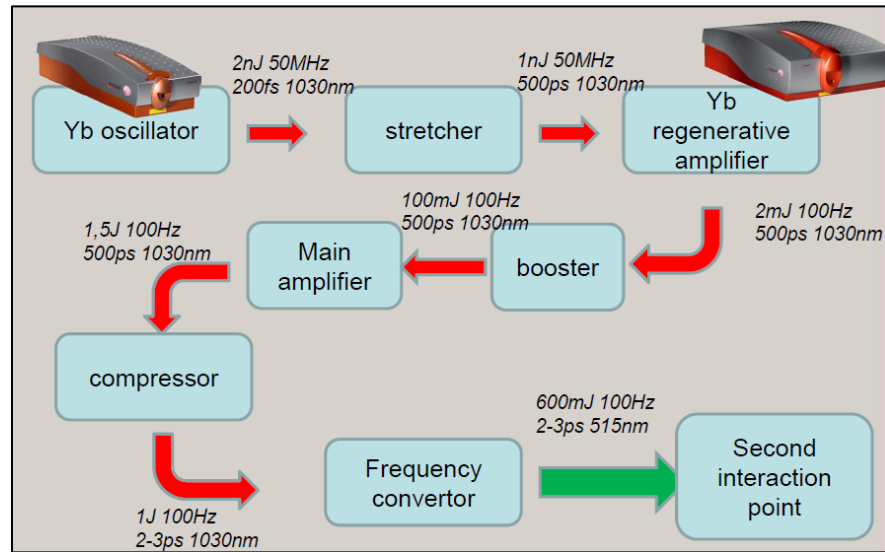 2nJ 50MHz
200fs 1030nm
1nJ 50MHz
500ps 1030nm
Yb oscillator
stretcher
Yb
regenerative
amplifier
2mJ 100Hz
500ps 1030nm
booster
100mJ 100Hz
500ps 1030nm
Main
amplifier
1,5J 100Hz
500ps 1030nm
compressor
1J 100Hz
2-3ps 1030nm
Frequency
convertor
600mJ 100Hz
2-3ps 515nm
Second
interaction
point